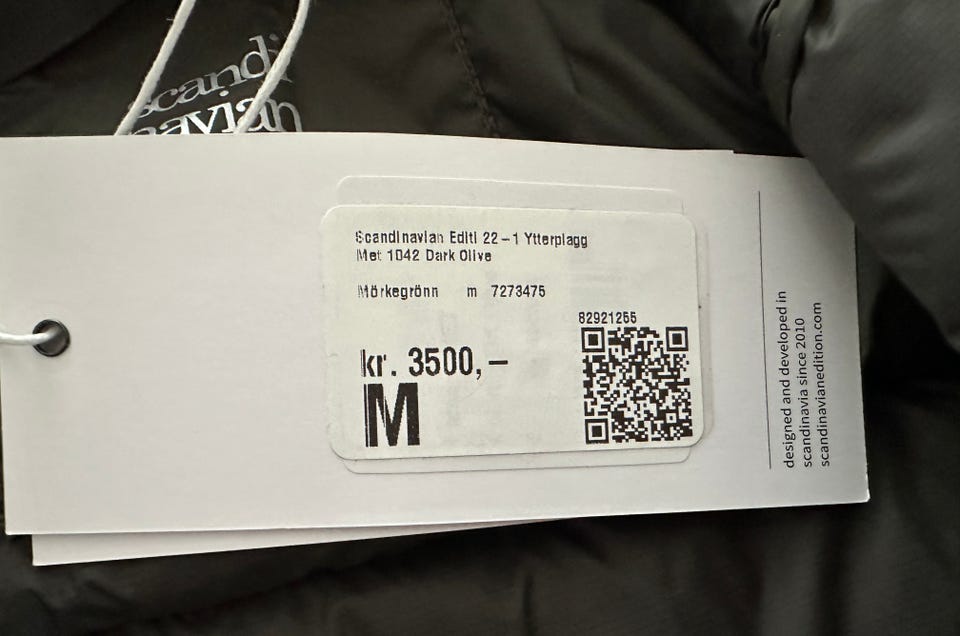 scandi
navian
Scandinavian Editi 22-1 Ytterplagg
Met 1042 Dark Olive
Mörkegrönn m 7273475
82921255
kr. 3500,-
M
designed and developed in
scandinavia since 2010
scandinavianedition.com